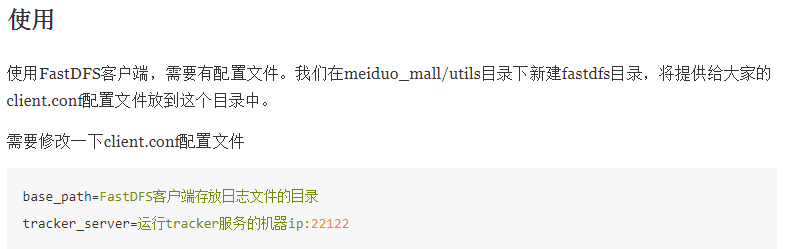 使用
使用FastDFS客户端，需要有配置文件。我们在meiduo_mall/utils目录下新建fastdfs目录，将提供给大家的
client.conf配置文件放到这个目录中。
需要修改一下client.conf配置文件
base_path=FastDFS客户端存放日志文件的目录
tracker_server=运行tracker服务的机器ip:22122